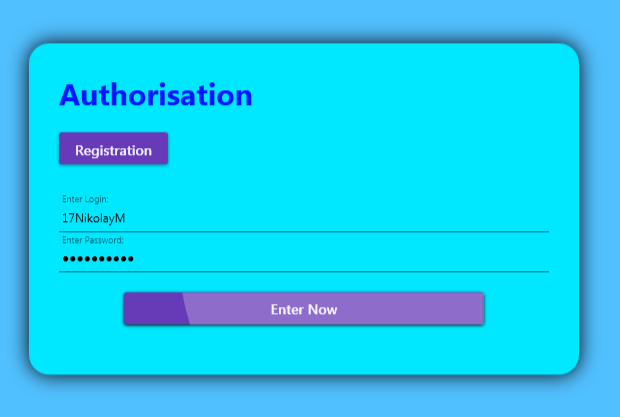 Authorisation
Registration
Enter Login:
17NikolayM
Enter Password:
●●●●●●●●●●
Enter Now